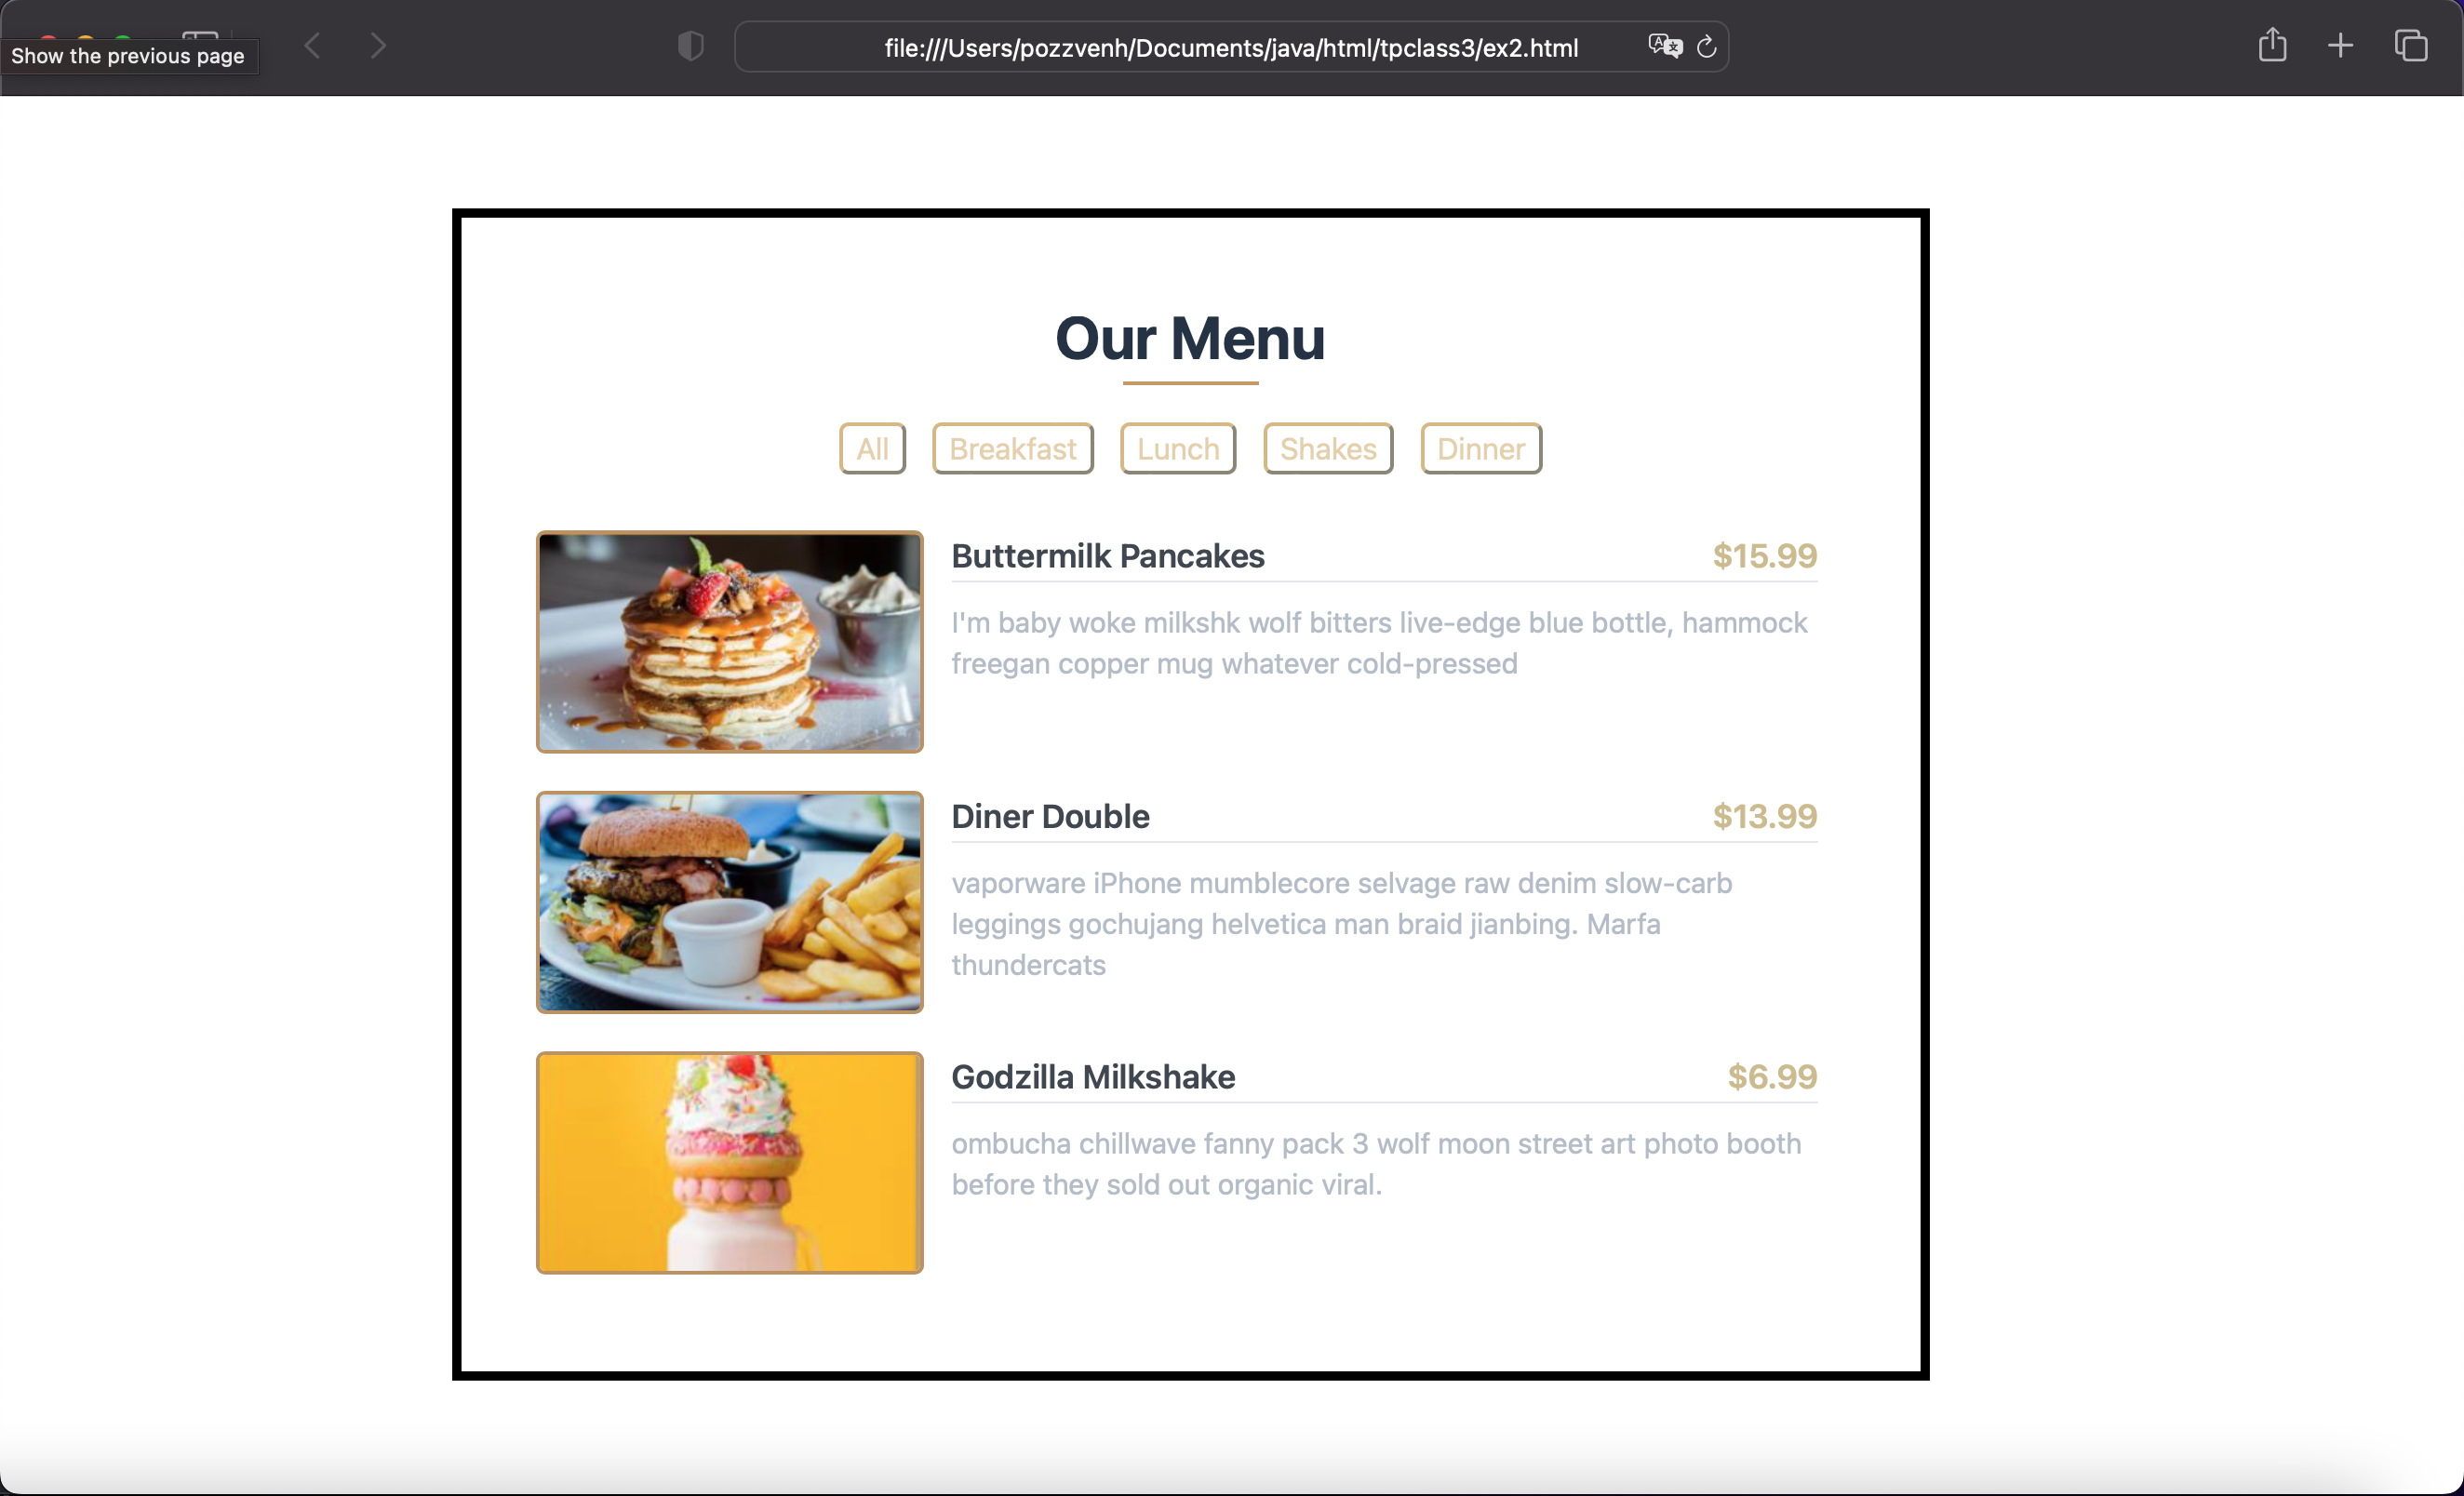 Show the previous page
file:///Users/pozzvenh/Documents/java/html/tpclass3/ex2.html
Our Menu
All Breakfast Lunch Shakes Dinner
Buttermilk Pancakes $15.99
I'm baby woke milkshk wolf bitters live-edge blue bottle, hammock
freegan copper mug whatever cold-pressed
Diner Double $13.99
vaporware iPhone mumblecore selvage raw denim slow-carb
leggings gochujang helvetica man braid jianbing. Marfa
thundercats
Godzilla Milkshake $6.99
ombucha chillwave fanny pack 3 wolf moon street art photo booth
before they sold out organic viral.